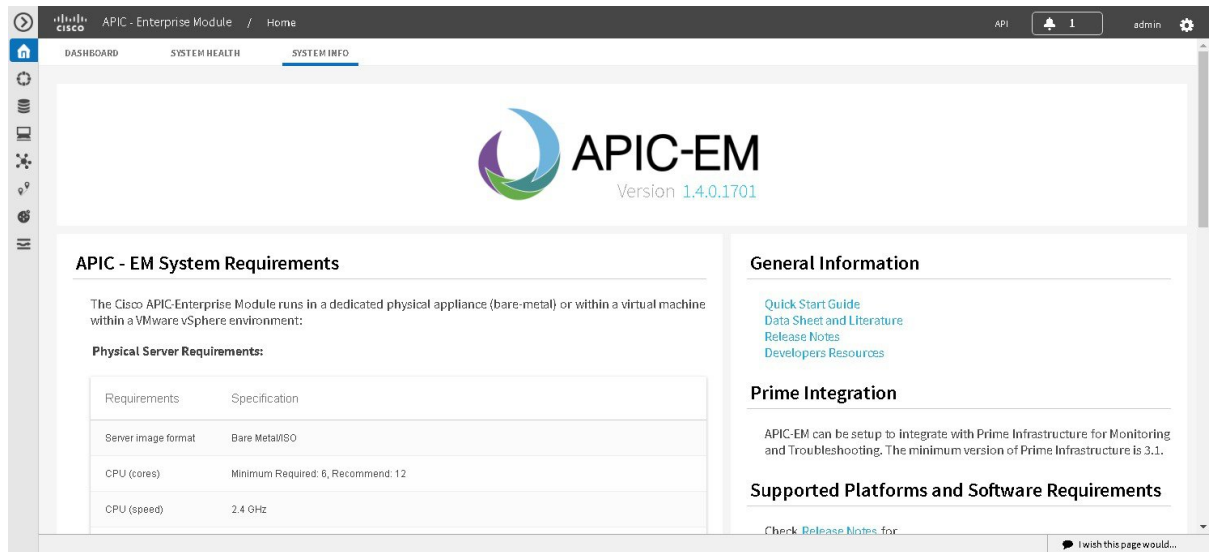 cisco APIC - Enterprise Module / Home
API 1 admin
DASHBOARD SYSTEM HEALTH SYSTEM INFO
APIC-EM
Version 1.4.0.1701
APIC - EM System Requirements
The Cisco APIC-Enterprise Module runs in a dedicated physical appliance (bare-metal) or within a virtual machine
within a VMware vSphere environment:
Physical Server Requirements:
Requirements Specification
Server image format Bare Metal/ISO
CPU (cores) Minimum Required: 6, Recommend: 12
CPU (speed) 2.4 GHz
General Information
Quick Start Guide
Data Sheet and Literature
Release Notes
Developers Resources
Prime Integration
APIC-EM can be setup to integrate with Prime Infrastructure for Monitoring
and Troubleshooting. The minimum version of Prime Infrastructure is 3.1.
Supported Platforms and Software Requirements
Check Release Notes for
I wish this page would...